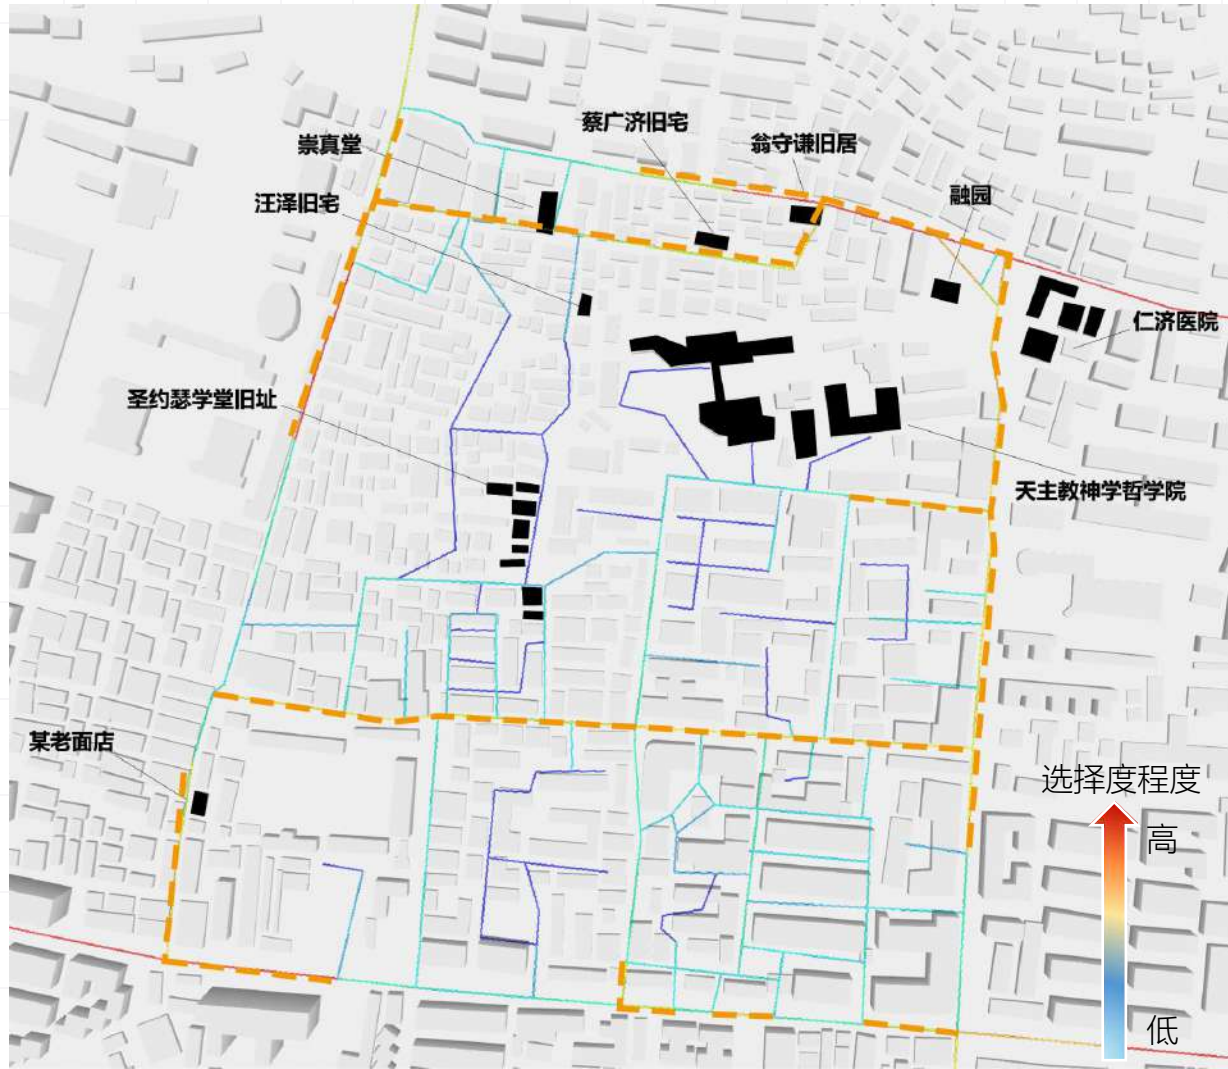 蔡广济旧宅
崇真堂
翁守谦旧居
汪泽旧宅
融园
仁济医院
圣约瑟学堂旧址
天主教神学哲学院
某老面店
选择度程度
高
低